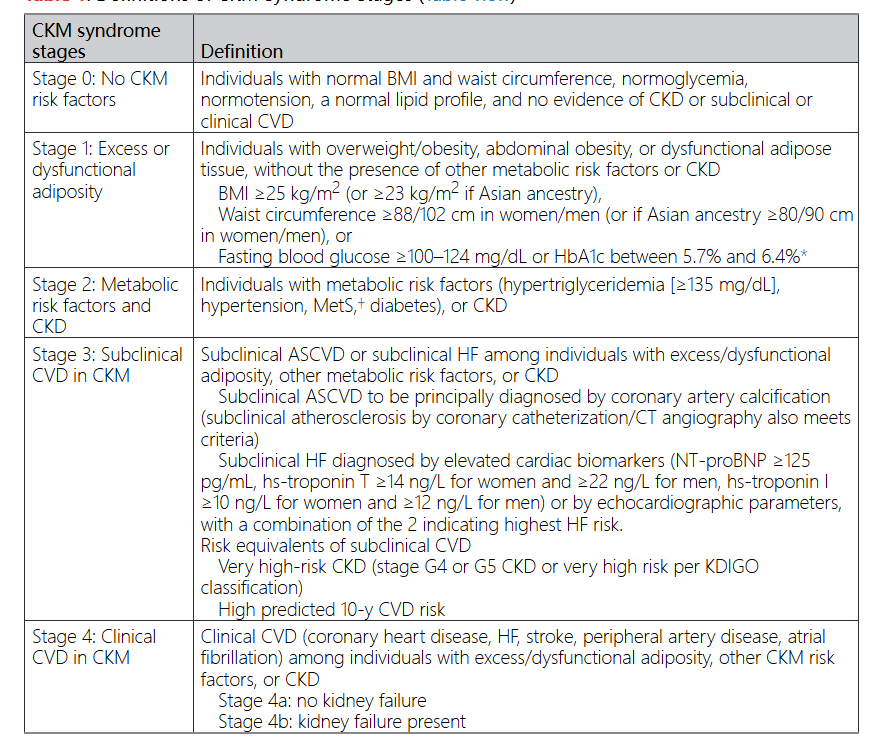 CKM syndrome
stages
Definition
Stage 0: No CKM
risk factors
Individuals with normal BMI and waist circumference, normoglycemia,
normotension, a normal lipid profile, and no evidence of CKD or subclinical or
clinical CVD
Stage 1: Excess or
dysfunctional
adiposity
Individuals with overweight/obesity, abdominal obesity, or dysfunctional adipose
tissue, without the presence of other metabolic risk factors or CKD
BMI ≥25 kg/m² (or ≥23 kg/m² if Asian ancestry),
Waist circumference ≥88/102 cm in women/men (or if Asian ancestry ≥80/90 cm
in women/men), or
Fasting blood glucose ≥100–124 mg/dL or HbA1c between 5.7% and 6.4%*
Stage 2: Metabolic
risk factors and
CKD
Individuals with metabolic risk factors (hypertriglyceridemia [≥135 mg/dL],
hypertension, MetS,† diabetes), or CKD
Stage 3: Subclinical
CVD in CKM
Subclinical ASCVD or subclinical HF among individuals with excess/dysfunctional
adiposity, other metabolic risk factors, or CKD
Subclinical ASCVD to be principally diagnosed by coronary artery calcification
(subclinical atherosclerosis by coronary catheterization/CT angiography also meets
criteria)
Subclinical HF diagnosed by elevated cardiac biomarkers (NT-proBNP ≥125
pg/mL, hs-troponin T ≥14 ng/L for women and ≥22 ng/L for men, hs-troponin I
≥10 ng/L for women and ≥12 ng/L for men) or by echocardiographic parameters,
with a combination of the 2 indicating highest HF risk.
Risk equivalents of subclinical CVD
Very high-risk CKD (stage G4 or G5 CKD or very high risk per KDIGO
classification)
High predicted 10-y CVD risk
Stage 4: Clinical
CVD in CKM
Clinical CVD (coronary heart disease, HF, stroke, peripheral artery disease, atrial
fibrillation) among individuals with excess/dysfunctional adiposity, other CKM risk
factors, or CKD
Stage 4a: no kidney failure
Stage 4b: kidney failure present